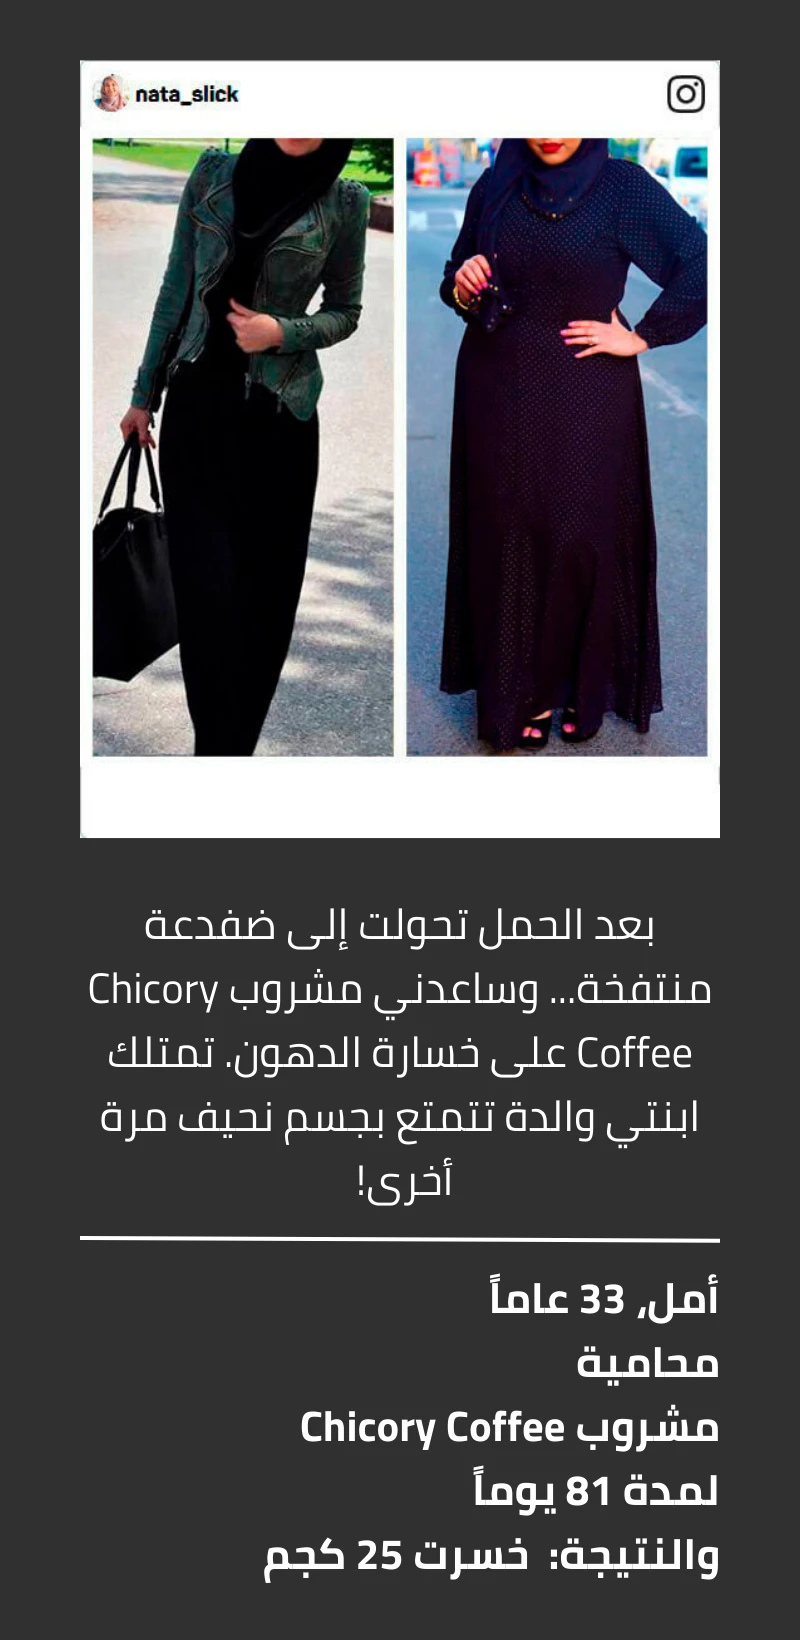 nata_slick
بعد الحمل تحولت إلى ضفدعة
منتفخة... وساعدني مشروب Chicory
Coffee على خسارة الدهون. تمتلك
ابنتي والدة تتمتع بجسم نحيف مرة
أخرى!
أمل، 33 عاماً
محامية
مشروب Chicory Coffee
لمدة 81 يوماً
والنتيجة: خسرت 25 كجم